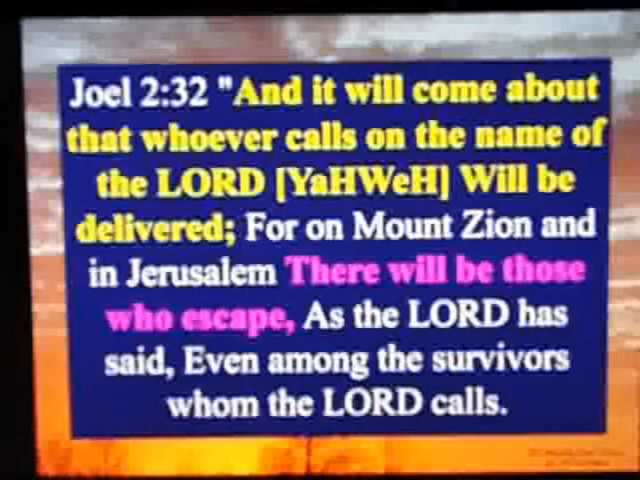 Joel 2:32 "And it will come about
that whoever calls on the name of
the LORD [YaHWeH] Will be
delivered; For on Mount Zion and
in Jerusalem There will be those
who escape, As the LORD has
said, Even among the survivors
whom the LORD calls.